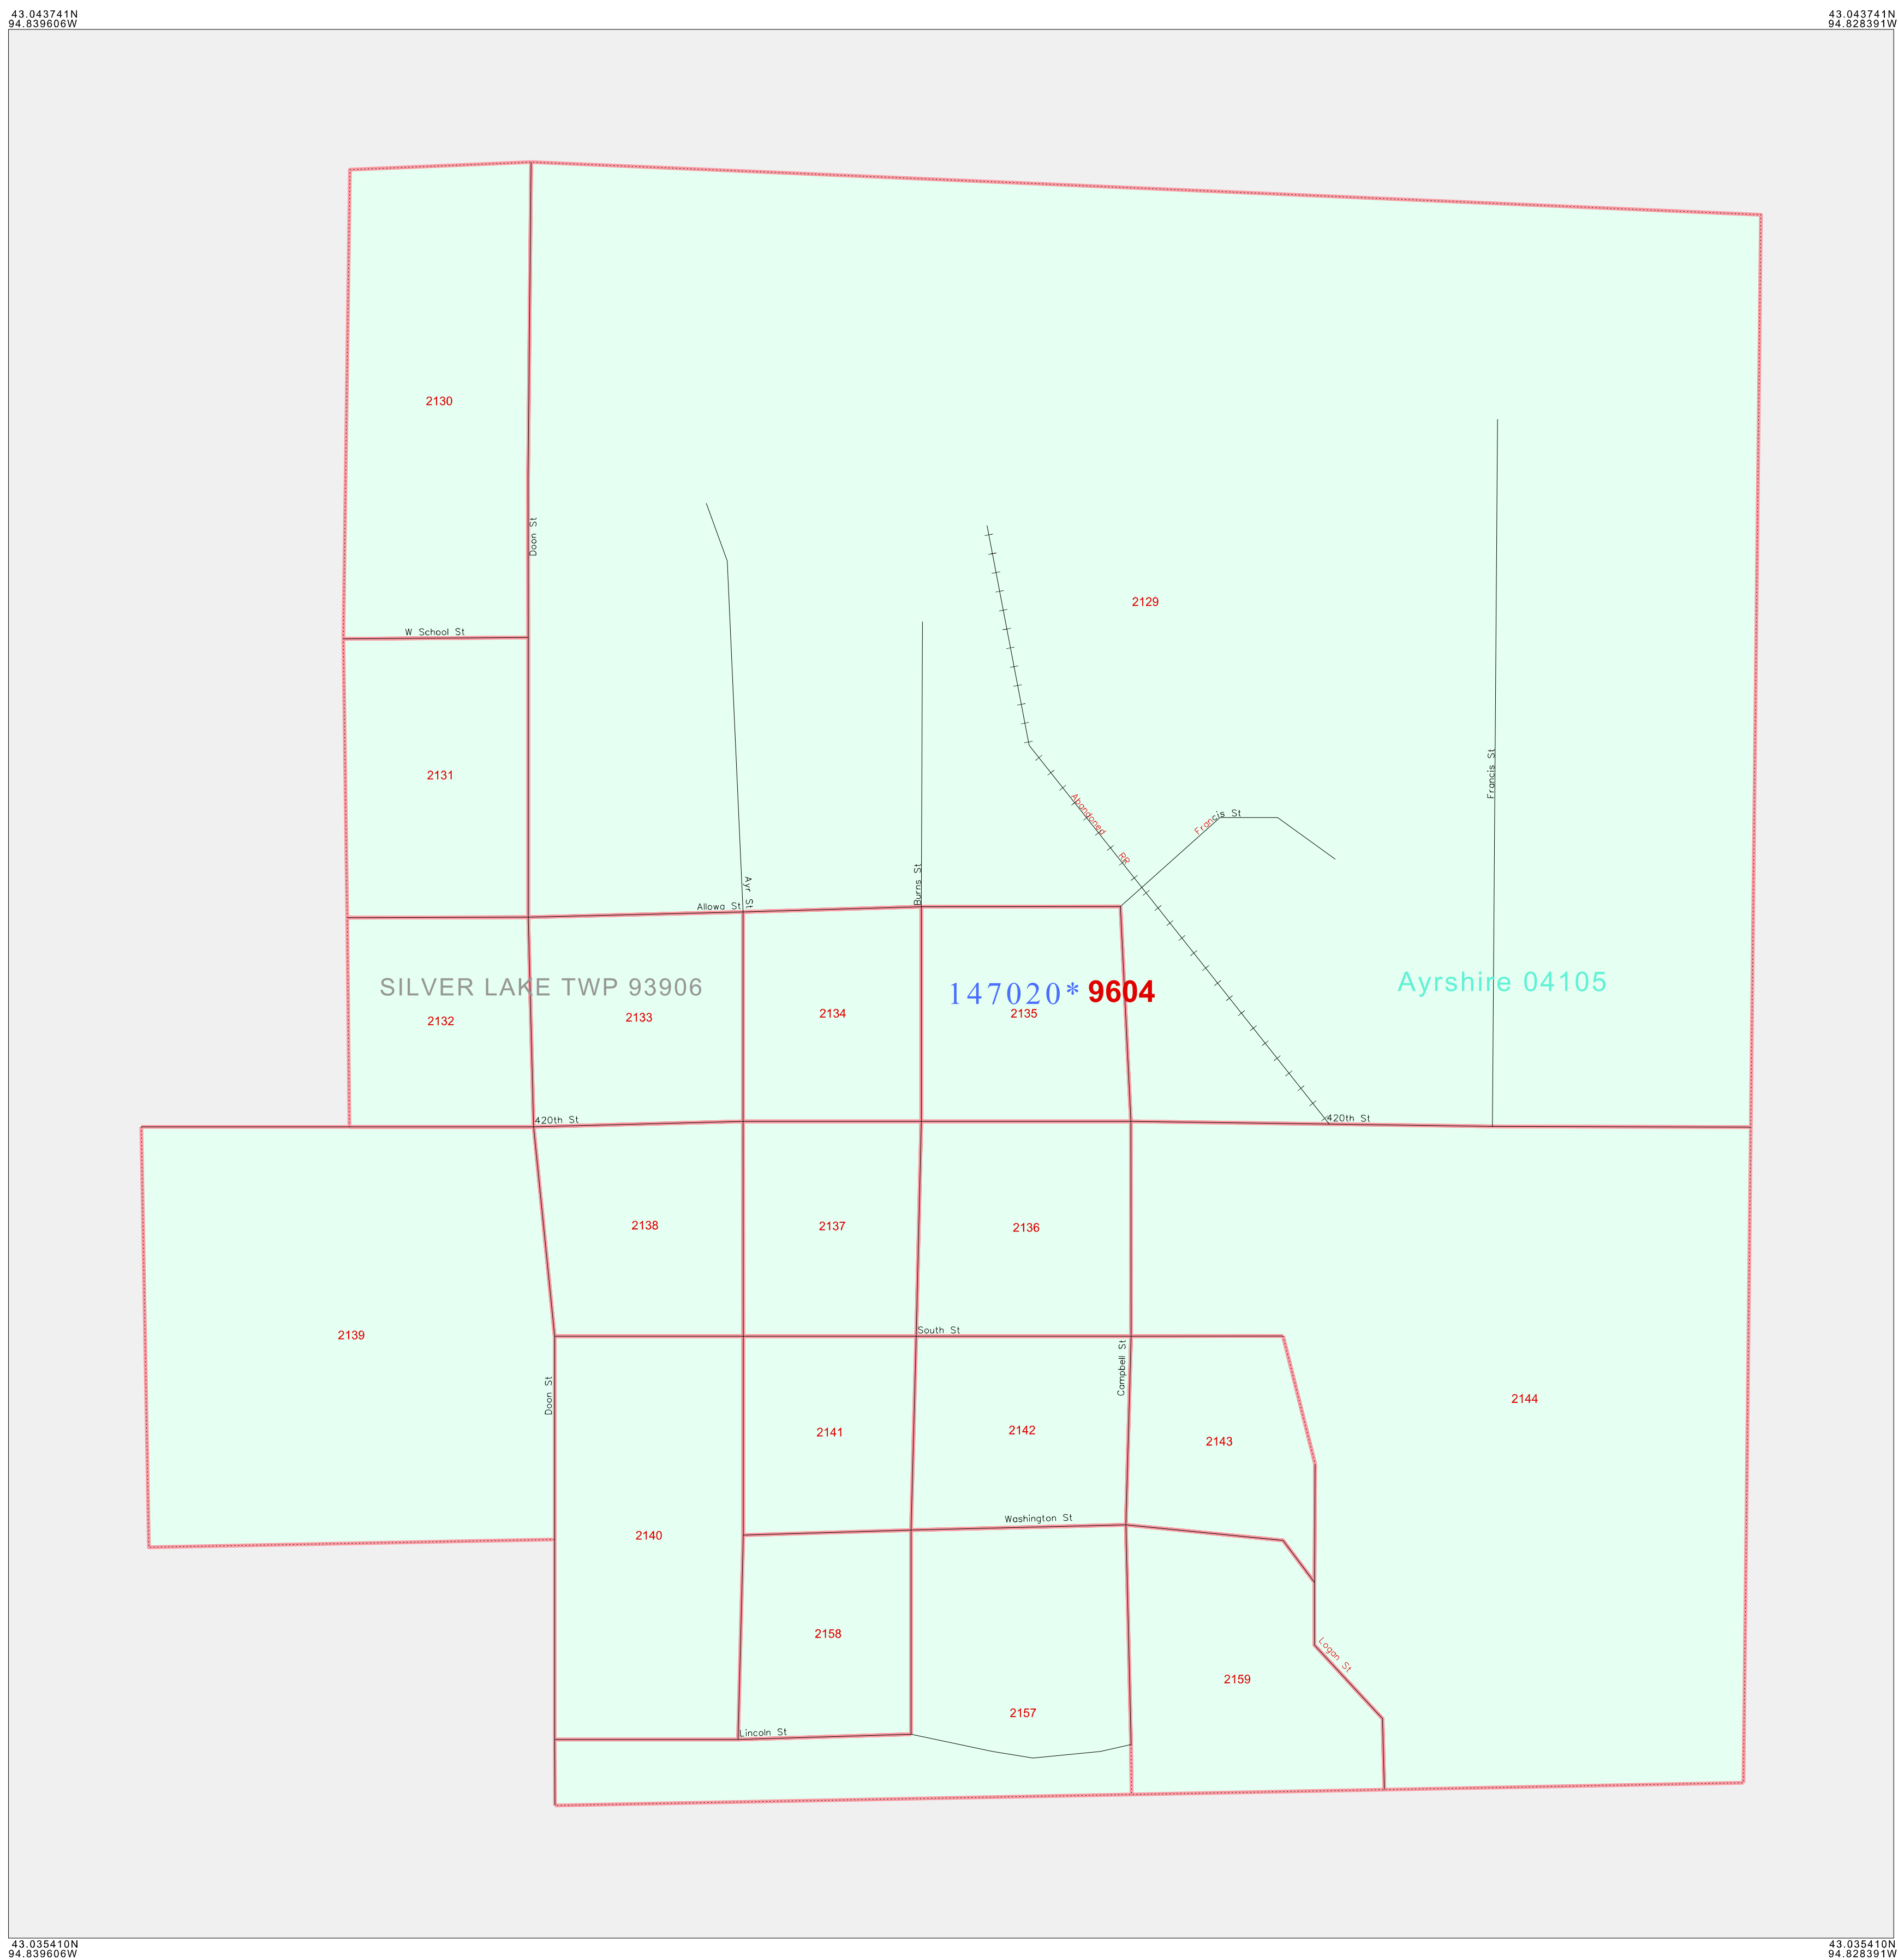 43.043741N
94.839606W
43.043741N
94.828391W
2130
Doon St
2129
W School St
2131
Francis St
Abandoned RR
Francis St
Ayr St
Burns St
Allowa St
SILVER LAKE TWP 93906
147020* 9604
Ayrshire 04105
2132
2133
2134
2135
420th St
420th St
2138
2137
2136
2139
South St
Campbell St
Doon St
2144
2141
2142
2143
Washington St
2140
2158
Logan St
2159
2157
Lincoln St
43.035410N
94.839606W
43.035410N
94.828391W